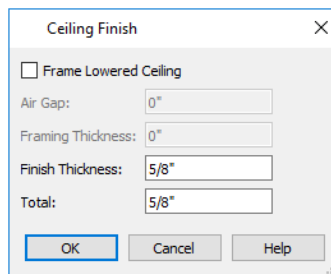 Ceiling Finish
Frame Lowered Ceiling
Air Gap: 0"
Framing Thickness: 0"
Finish Thickness: 5/8"
Total: 5/8"
OK Cancel Help